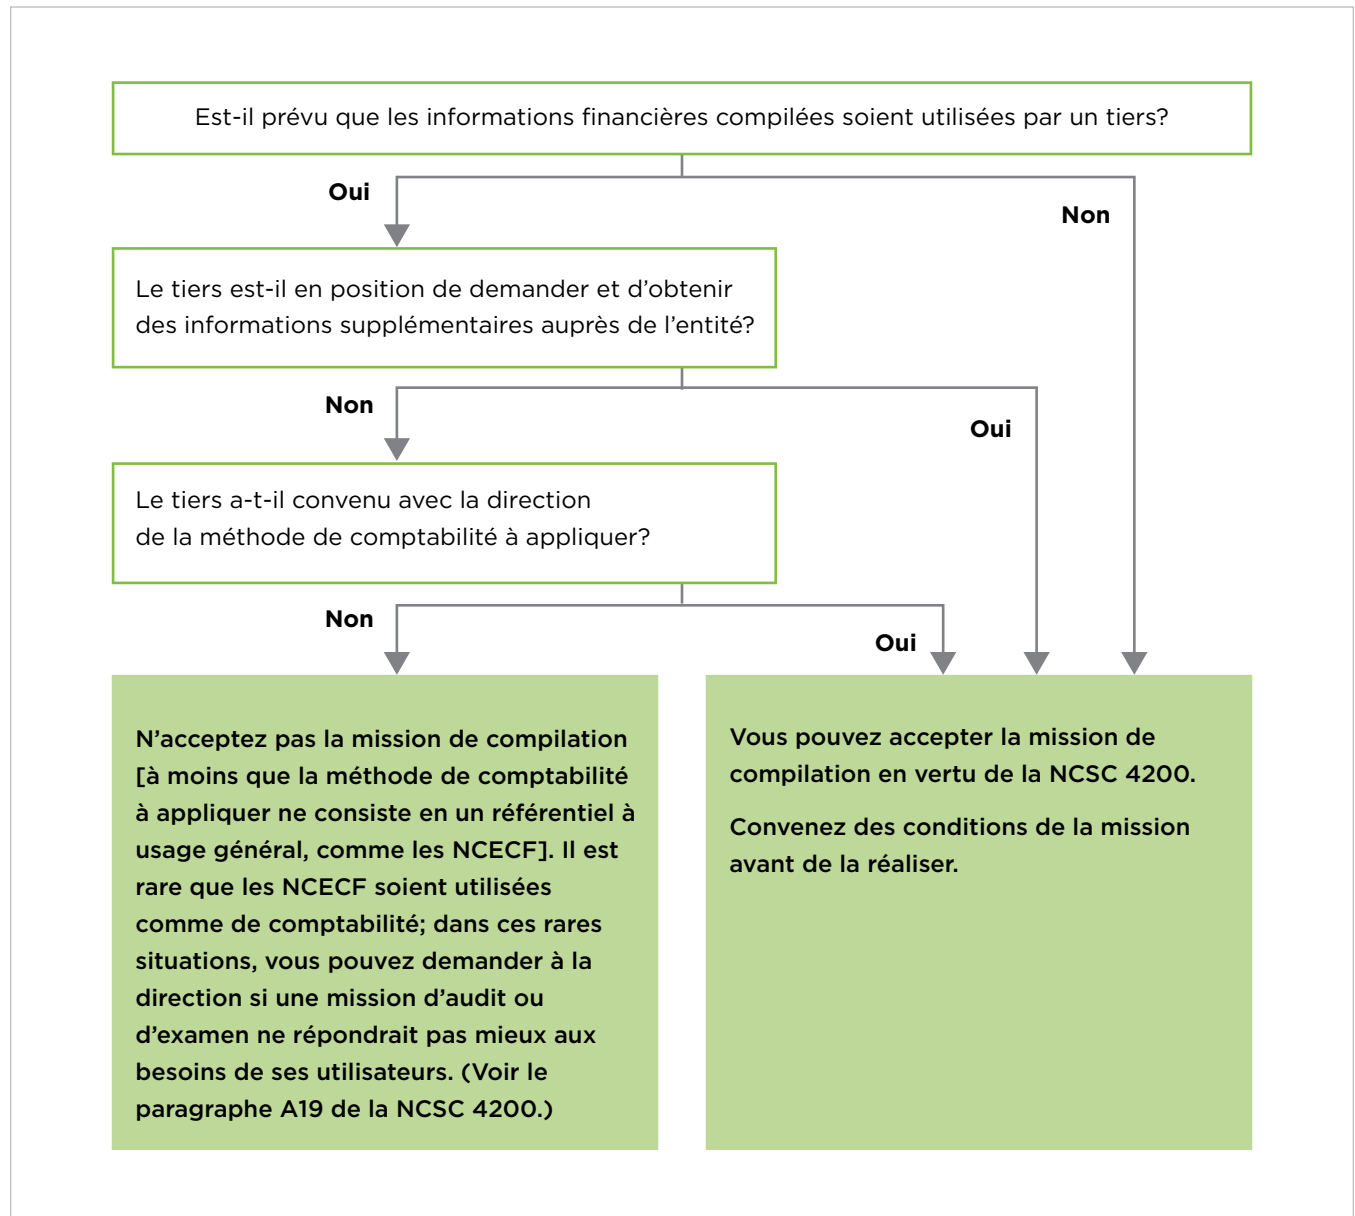 Est-il prévu que les informations financières compilées soient utilisées par un tiers?
Oui
Non
Le tiers est-il en position de demander et d'obtenir
des informations supplémentaires auprès de l'entité?
Non
Oui
Le tiers a-t-il convenu avec la direction
de la méthode de comptabilité à appliquer?
Non
Oui
N'acceptez pas la mission de compilation
[à moins que la méthode de comptabilité
à appliquer ne consiste en un référentiel à
usage général, comme les NCECF]. Il est
rare que les NCECF soient utilisées
comme de comptabilité; dans ces rares
situations, vous pouvez demander à la
direction si une mission d'audit ou
d'examen ne répondrait pas mieux aux
besoins de ses utilisateurs. (Voir le
paragraphe A19 de la NCSC 4200.)
Vous pouvez accepter la mission de
compilation en vertu de la NCSC 4200.
Convenez des conditions de la mission
avant de la réaliser.